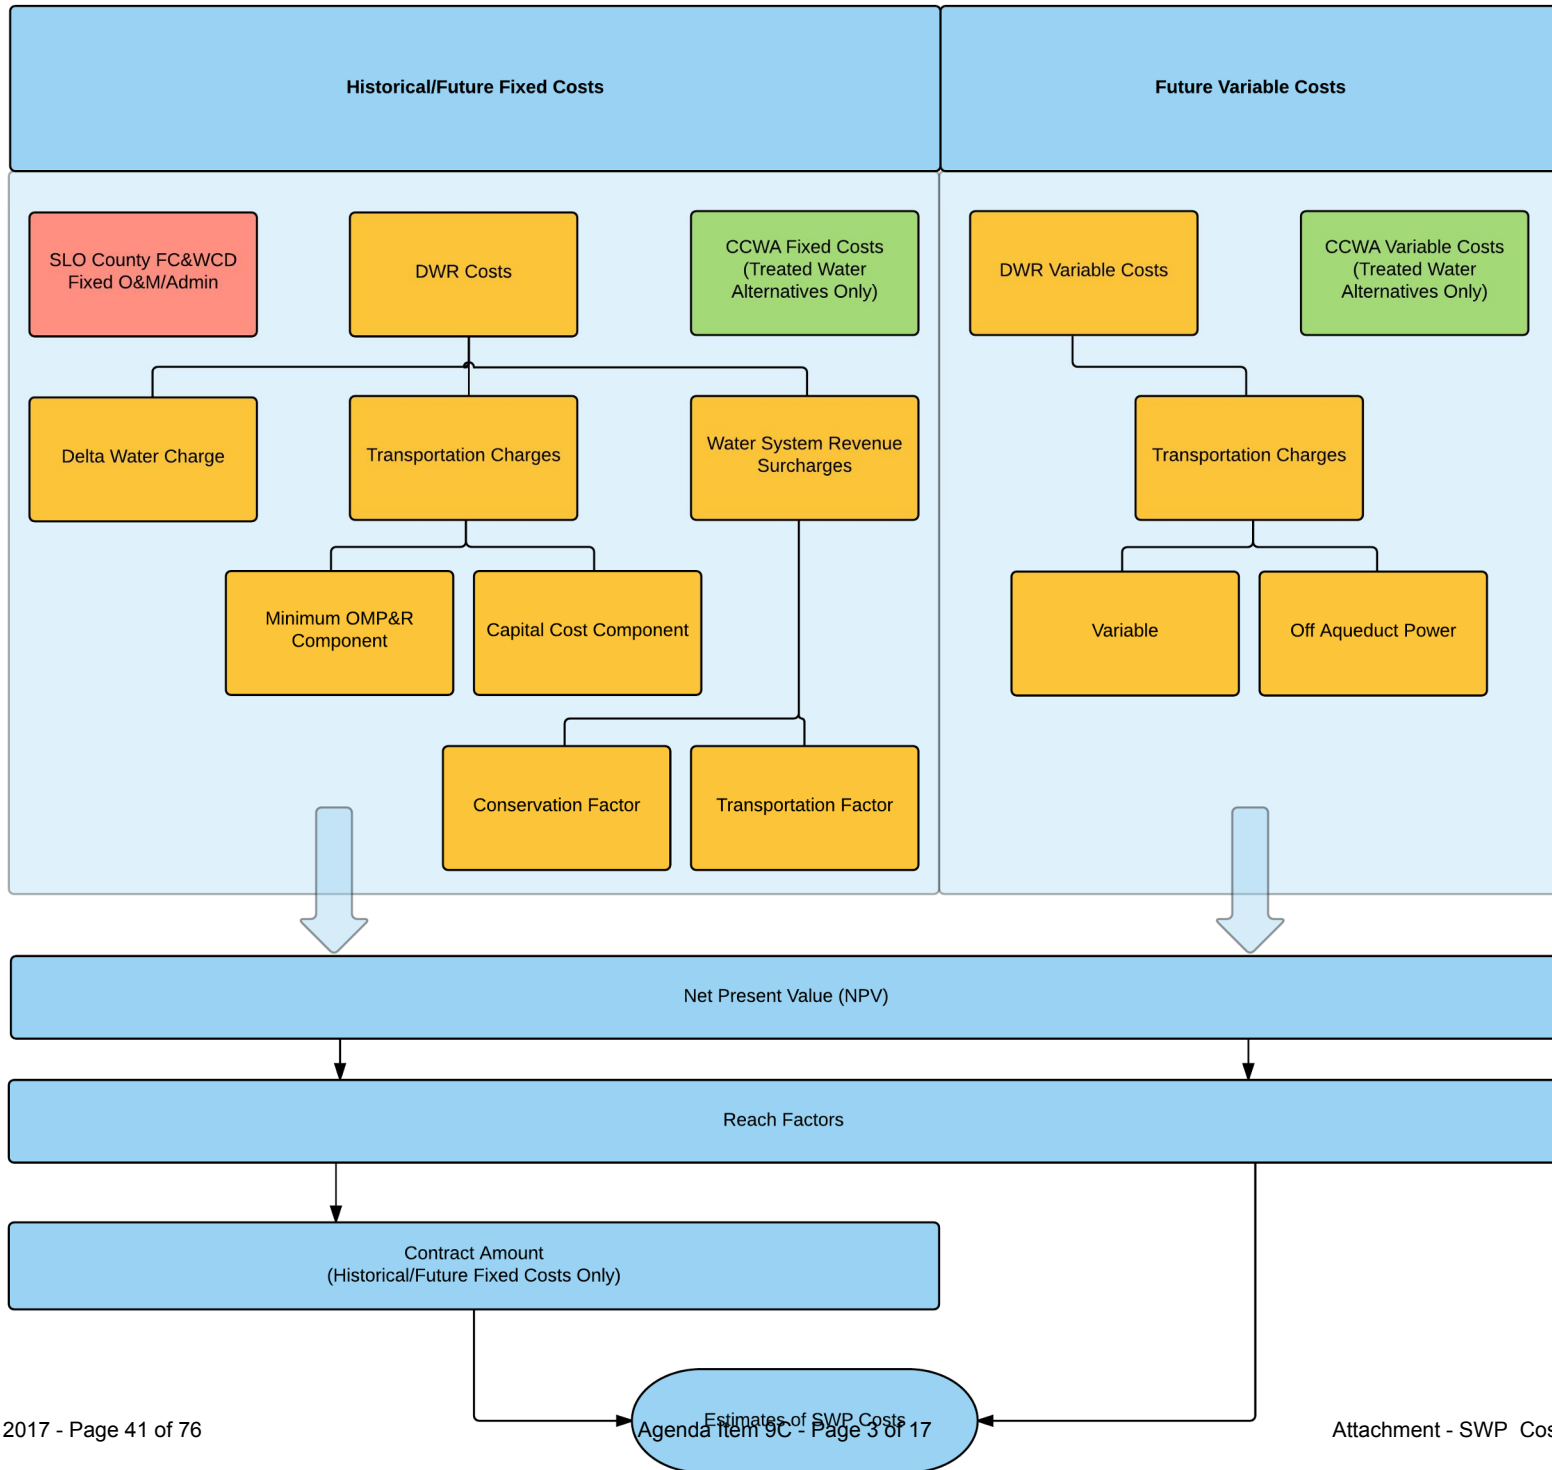 Historical/Future Fixed Costs
Future Variable Costs
SLO County FC&WCD
Fixed O&M/Admin
DWR Costs
CCWA Fixed Costs
(Treated Water
Alternatives Only)
DWR Variable Costs
CCWA Variable Costs
(Treated Water
Alternatives Only)
Delta Water Charge
Transportation Charges
Water System Revenue
Surcharges
Transportation Charges
Minimum OMP&R
Component
Capital Cost Component
Variable
Off Aqueduct Power
Conservation Factor
Transportation Factor
Net Present Value (NPV)
Reach Factors
Contract Amount
(Historical/Future Fixed Costs Only)
Estimates of SWP Costs
2017 - Page 41 of 76
Agenda Item 9C - Page 3 of 17
Attachment - SWP Cos